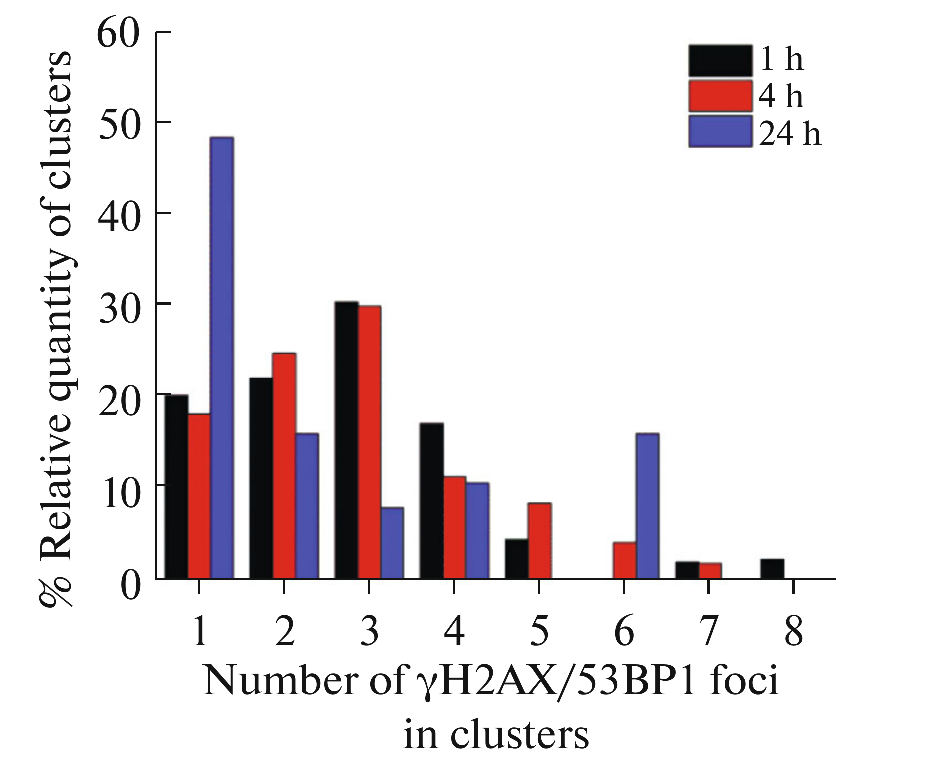 % Relative quantity of clusters
60
50
40
30
20
10
0
1 h
4 h
24 h
1 2 3 4 5 6 7 8
Number of γH2AX/53BP1 foci
in clusters